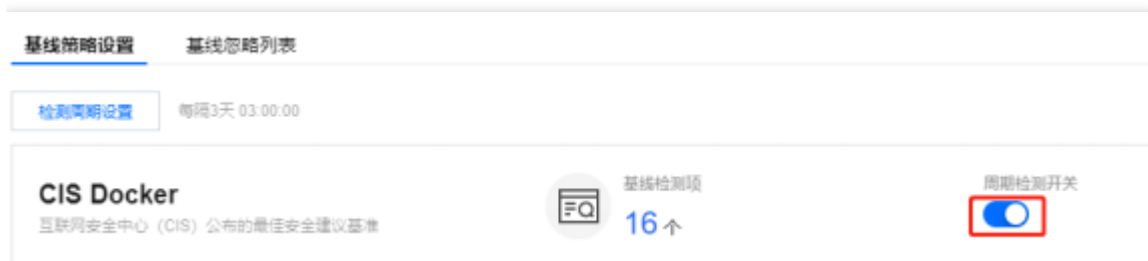 基线策略设置 基线忽略列表
检测周期设置 每隔3天 03:00:00
CIS Docker
互联网安全中心（CIS）公布的最佳安全建议基准
基线检测项
16 个
周期检测开关